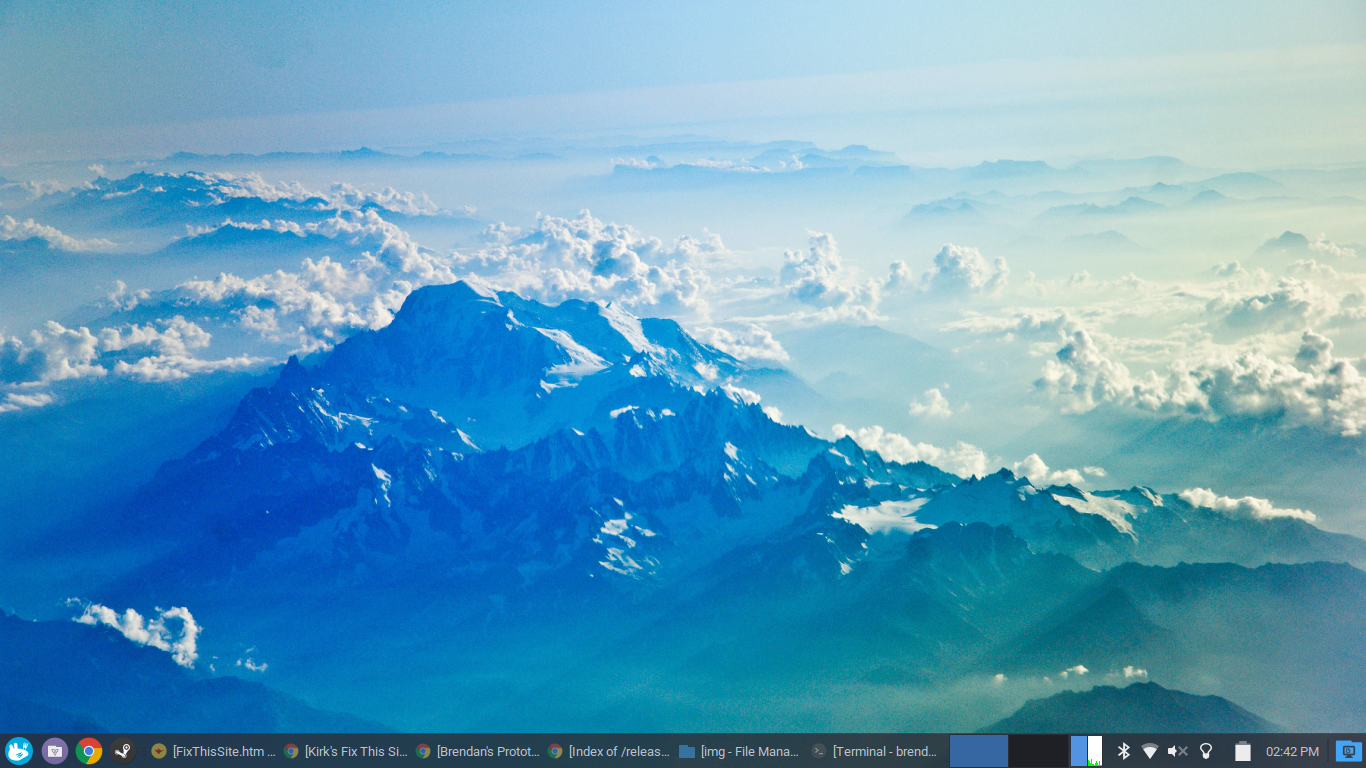 [FixThisSite.htm ...
[Kirk's Fix This Si...
[Brendan's Protot...
[Index of /releas...
[img - File Mana...
[Terminal - brend...
02:42 PM